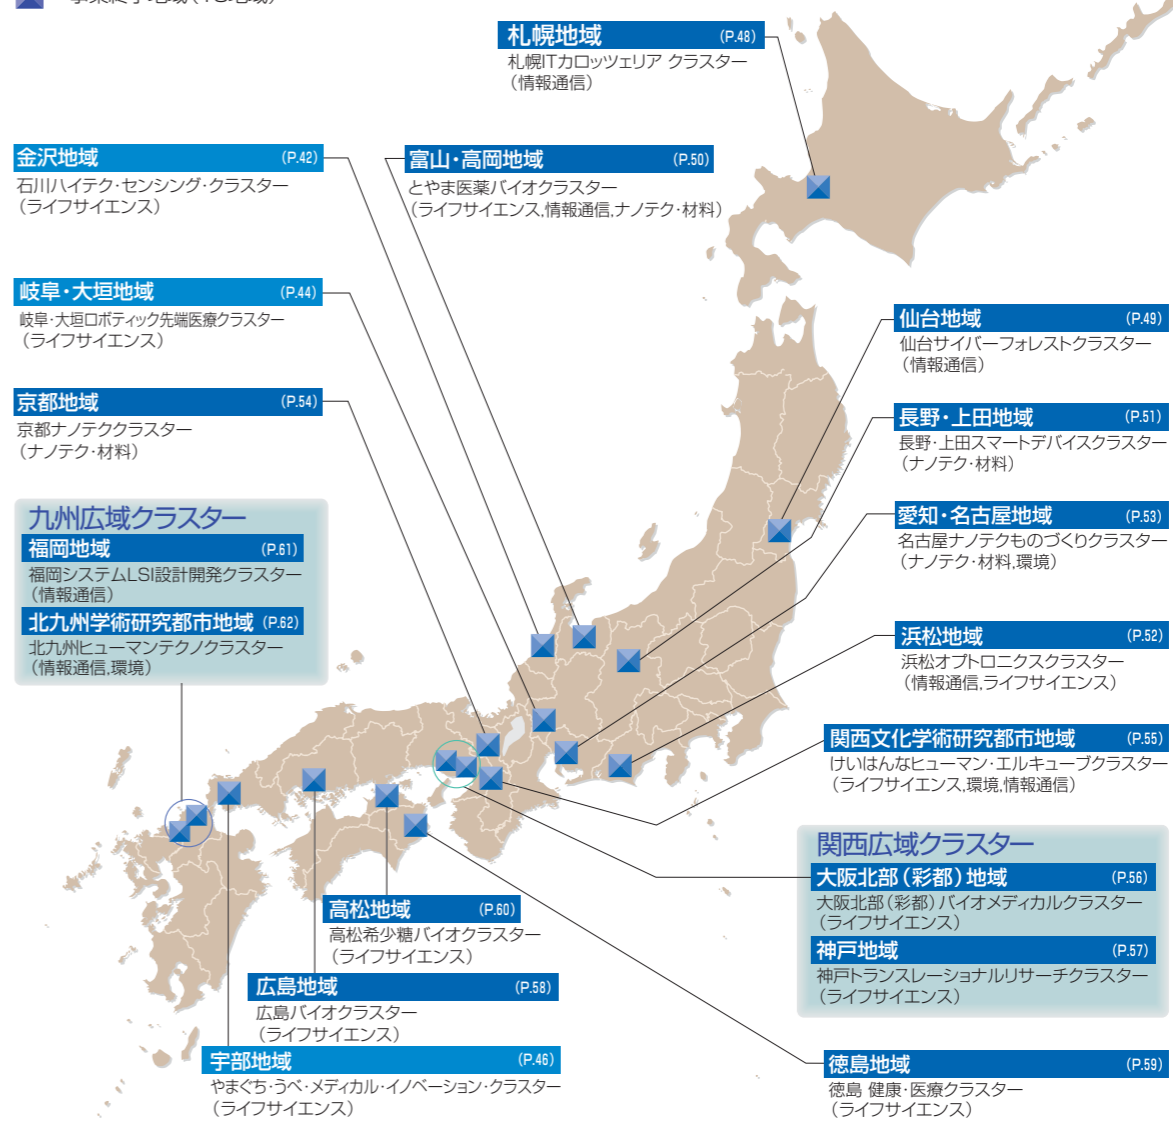 札幌地域 (P.48)
札幌ITカロッツェリア クラスター
(情報通信)
金沢地域 (P.42)
石川ハイテク・センシング・クラスター
(ライフサイエンス)
富山・高岡地域 (P.50)
とやま医薬バイオクラスター
(ライフサイエンス,情報通信,ナノテク・材料)
岐阜・大垣地域 (P.44)
岐阜・大垣ロボティック先端医療クラスター
(ライフサイエンス)
京都地域 (P.54)
京都ナノテククラスター
(ナノテク・材料)
九州広域クラスター
福岡地域 (P.61)
福岡システムLSI設計開発クラスター
(情報通信)
北九州学術研究都市地域 (P.62)
北九州ヒューマンテクノクラスター
(情報通信,環境)
仙台地域 (P.49)
仙台サイバーフォレストクラスター
(情報通信)
長野・上田地域 (P.51)
長野・上田スマートデバイスクラスター
(ナノテク・材料)
愛知・名古屋地域 (P.53)
名古屋ナノテクものづくりクラスター
(ナノテク・材料,環境)
浜松地域 (P.52)
浜松オプトロニクスクラスター
(情報通信,ライフサイエンス)
関西文化学術研究都市地域 (P.55)
けいはんなヒューマン・エルキューブクラスター
(ライフサイエンス,環境,情報通信)
関西広域クラスター
大阪北部(彩都)地域 (P.56)
大阪北部(彩都)バイオメディカルクラスター
(ライフサイエンス)
神戸地域 (P.57)
神戸トランスレーショナルリサーチクラスター
(ライフサイエンス)
高松地域 (P.60)
高松希少糖バイオクラスター
(ライフサイエンス)
広島地域 (P.58)
広島バイオクラスター
(ライフサイエンス)
宇部地域 (P.46)
やまぐち・うべ・メディカル・イノベーション・クラスター
(ライフサイエンス)
徳島地域 (P.59)
徳島 健康・医療クラスター
(ライフサイエンス)